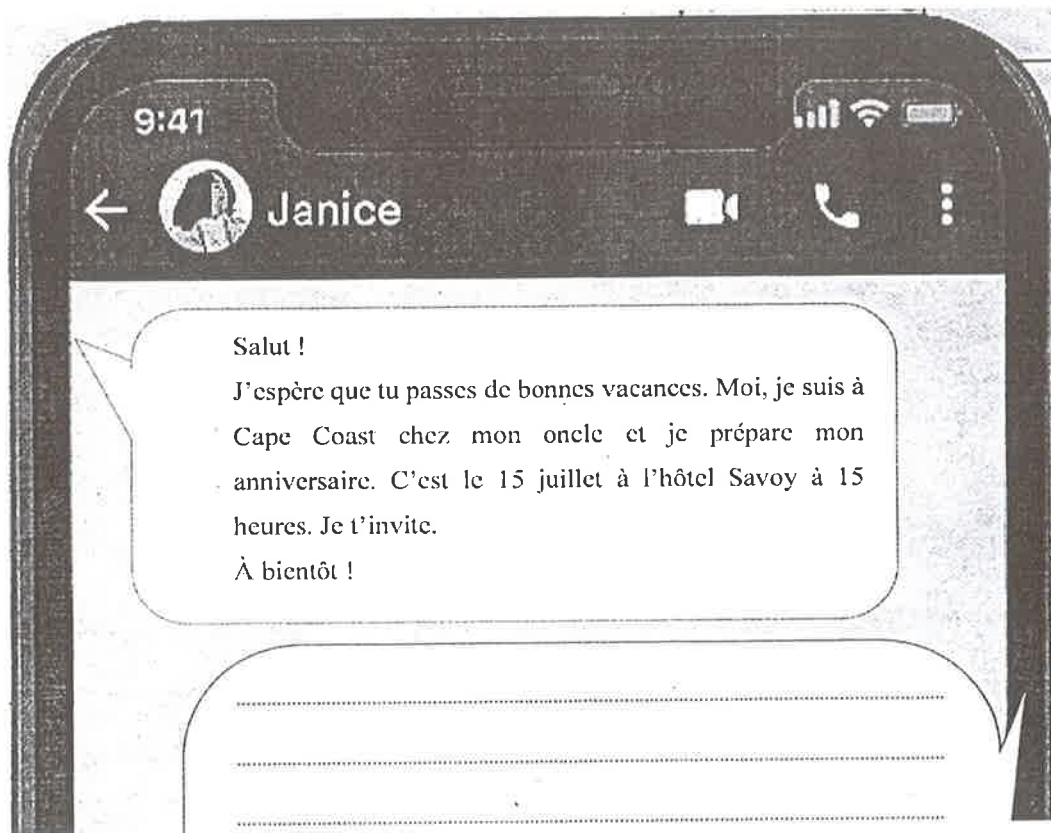 9:41
Janice
Salut !
J'espère que tu passes de bonnes vacances. Moi, je suis à
Cape Coast chez mon oncle et je prépare mon
anniversaire. C'est le 15 juillet à l'hôtel Savoy à 15
heures. Je t'invite.
À bientôt !